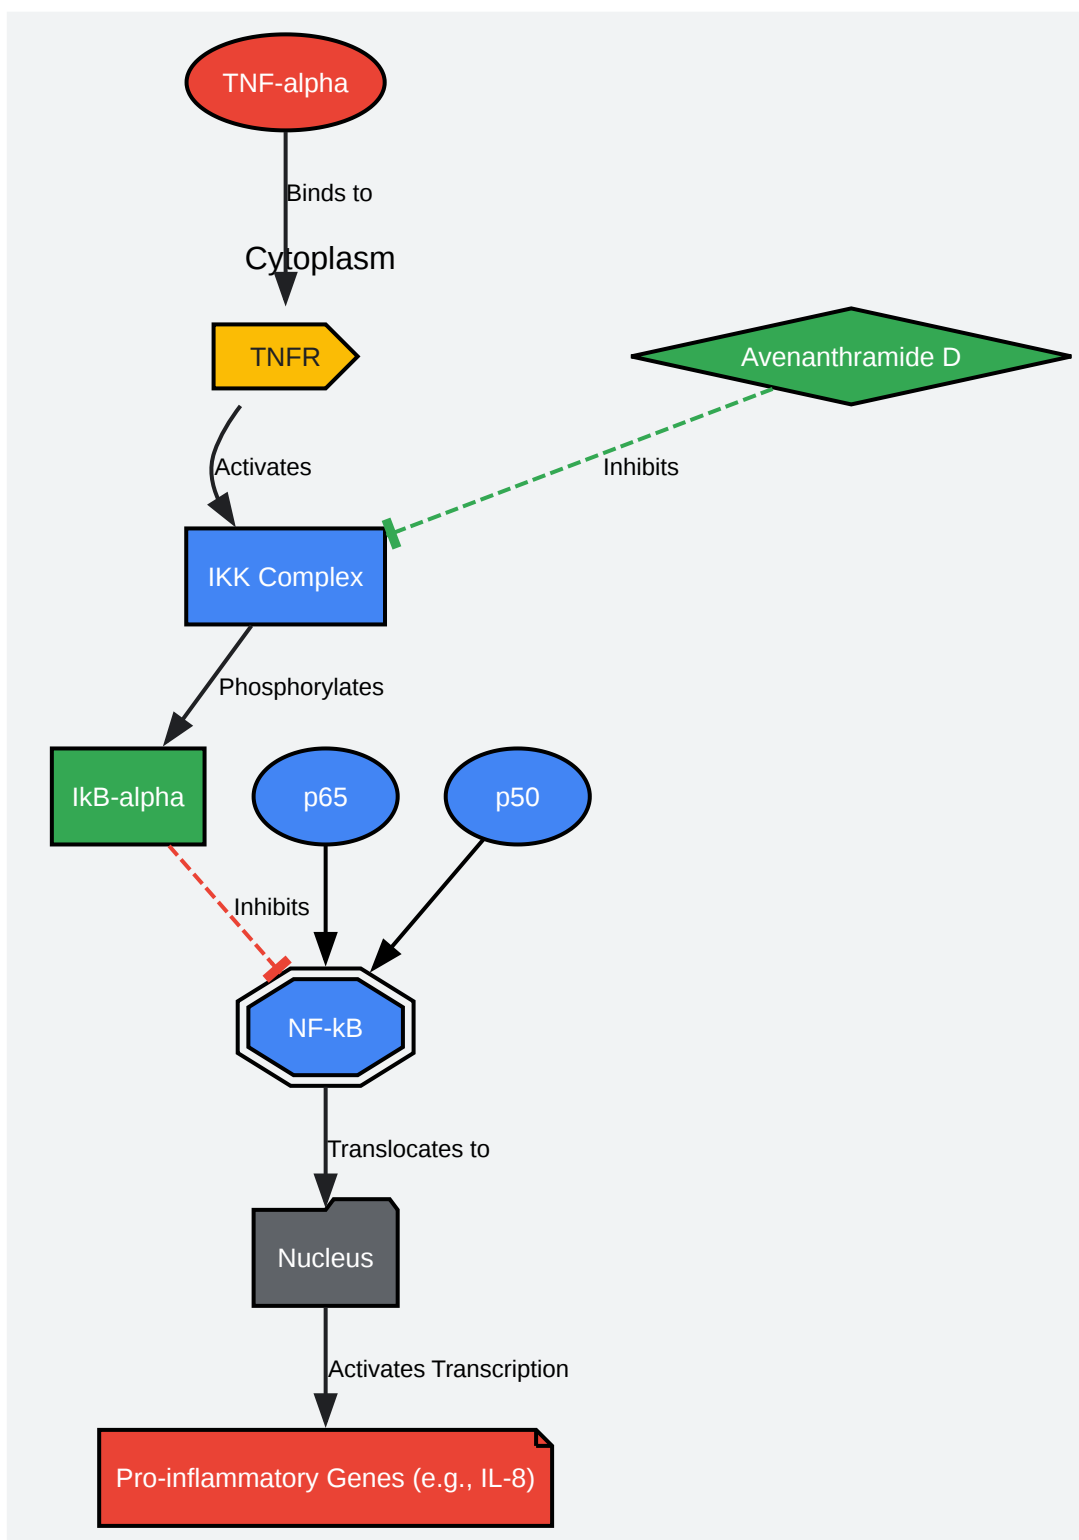 TNF-alpha
Binds to
Cytoplasm
TNFR
Avenanthramide D
Activates
Inhibits
IKK Complex
Phosphorylates
IkB-alpha
p65
p50
Inhibits
NF-kB
Translocates to
Nucleus
Activates Transcription
Pro-inflammatory Genes (e.g., IL-8)